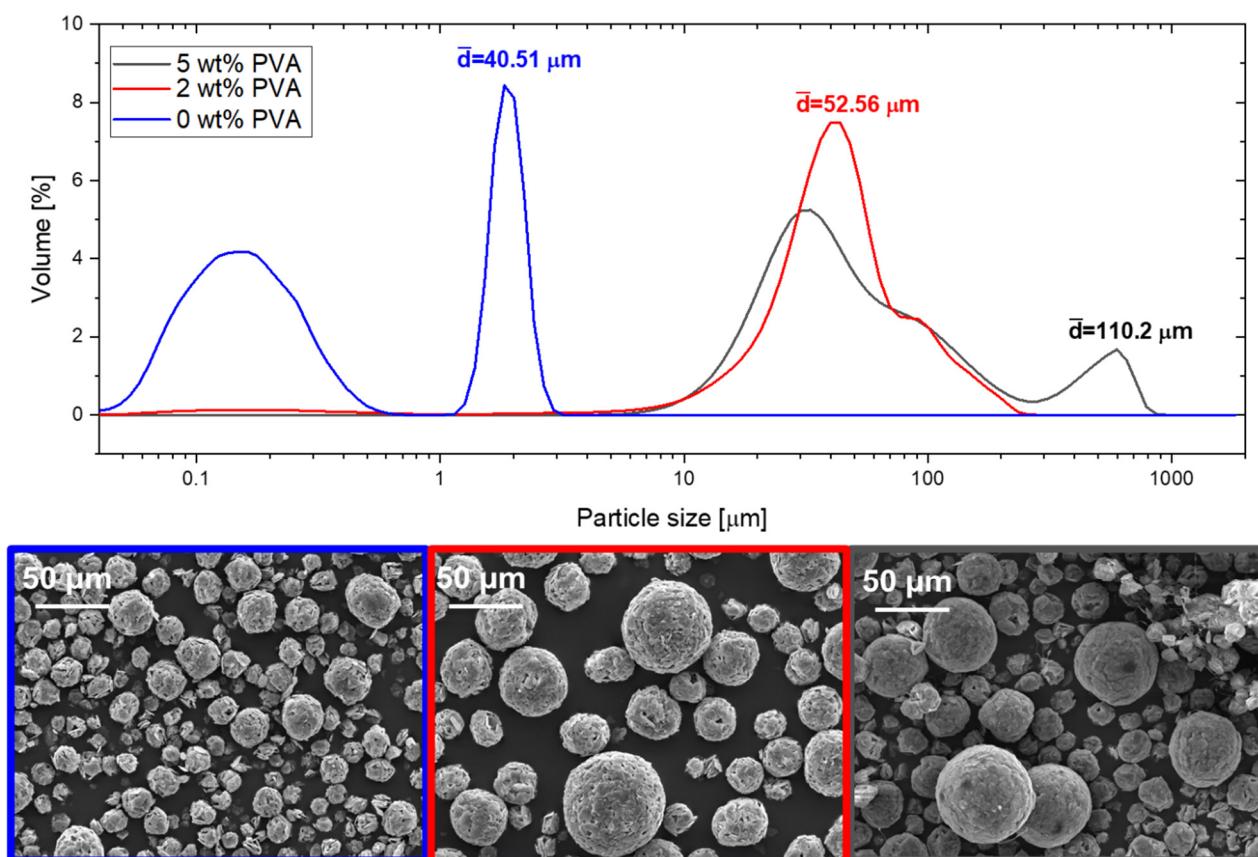 10
8
6
4
2
0
Volume [%]
5 wt% PVA
2 wt% PVA
0 wt% PVA
d̅=40.51 μm
d̅=52.56 μm
d̅=110.2 μm
0.1 1 10 100 1000
Particle size [μm]
50 μm
50 μm
50 μm